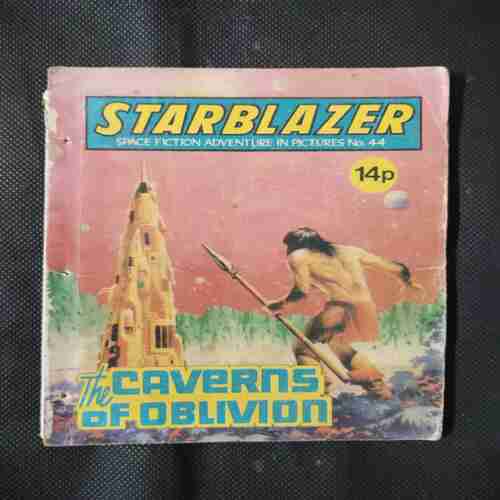 STARBLAZER
SPACE FICTION ADVENTURE IN PICTURES No. 44
14p
The CAVERNS
OF OBLIVION